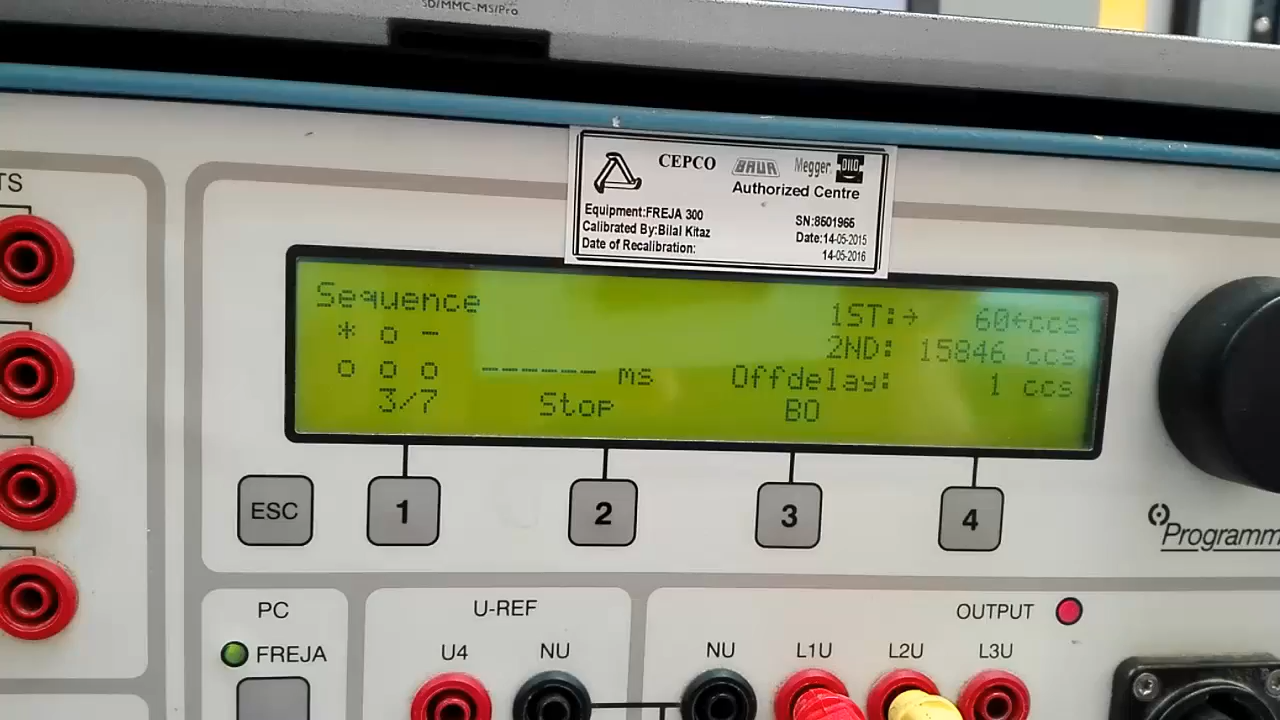 SD/MMC-MS/Pro
CEPCO BAUR Megger
Authorized Centre
Equipment:FREJA 300 SN:8601965
Calibrated By:Bilal Kitaz Date:14-05-2015
Date of Recalibration: 14-05-2016
TS
Sequence 1ST:→ 60←ccs
* o - 2ND: 15846 ccs
o o o ------ ms Offdelay: 1 ccs
3/7 Stop BO
ESC 1 2 3 4
Programm
PC U-REF OUTPUT
FREJA U4 NU NU L1U L2U L3U